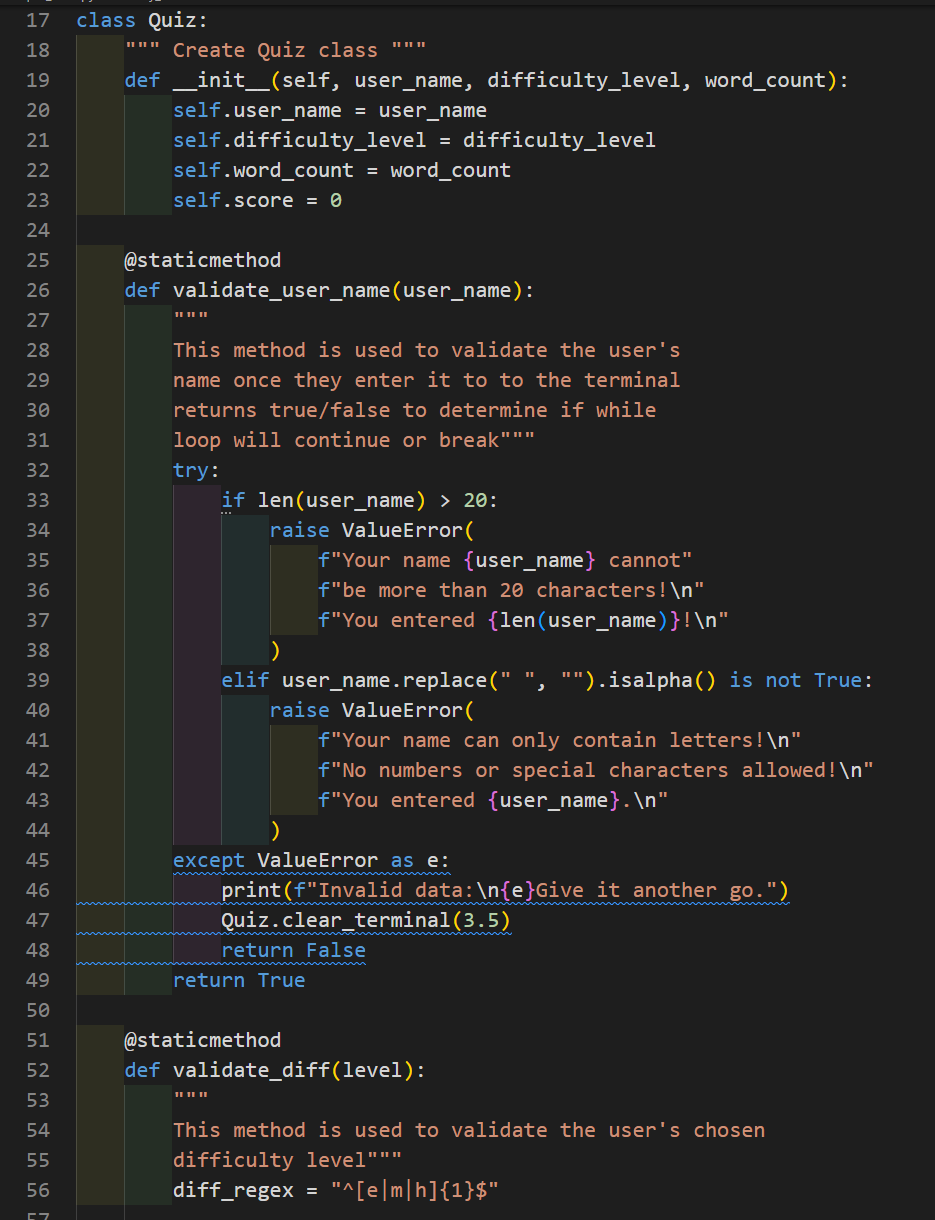 17 class Quiz:
18     """ Create Quiz class """
19     def __init__(self, user_name, difficulty_level, word_count):
20         self.user_name = user_name
21         self.difficulty_level = difficulty_level
22         self.word_count = word_count
23         self.score = 0
24
25     @staticmethod
26     def validate_user_name(user_name):
27         """
28         This method is used to validate the user's
29         name once they enter it to to the terminal
30         returns true/false to determine if while
31         loop will continue or break"""
32         try:
33             if len(user_name) > 20:
34                 raise ValueError(
35                     f"Your name {user_name} cannot"
36                     f"be more than 20 characters!\n"
37                     f"You entered {len(user_name)}!\n"
38                 )
39             elif user_name.replace(" ", "").isalpha() is not True:
40                 raise ValueError(
41                     f"Your name can only contain letters!\n"
42                     f"No numbers or special characters allowed!\n"
43                     f"You entered {user_name}.\n"
44                 )
45         except ValueError as e:
46             print(f"Invalid data:\n{e}Give it another go.")
47             Quiz.clear_terminal(3.5)
48             return False
49         return True
50
51     @staticmethod
52     def validate_diff(level):
53         """
54         This method is used to validate the user's chosen
55         difficulty level"""
56         diff_regex = "^[e|m|h]{1}$"
57